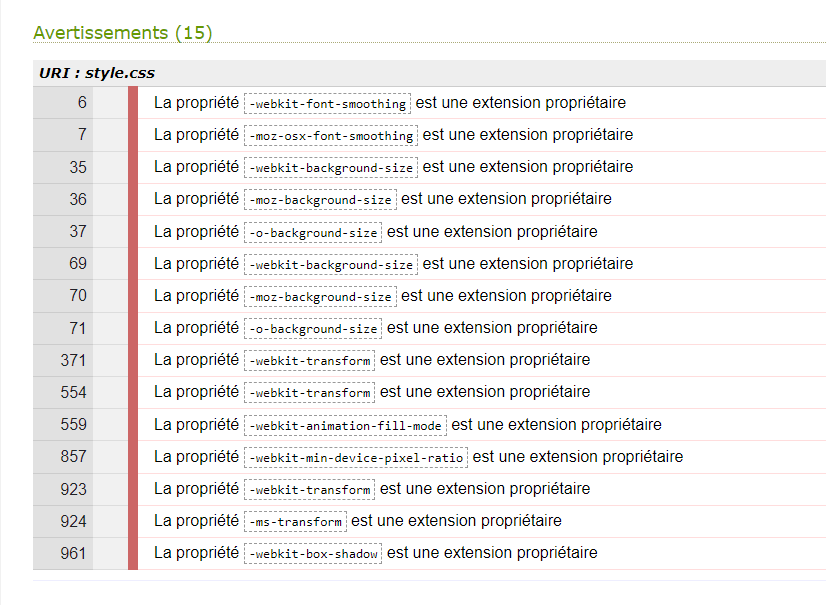 Avertissements (15)
URI : style.css
6 La propriété -webkit-font-smoothing est une extension propriétaire
7 La propriété -moz-osx-font-smoothing est une extension propriétaire
35 La propriété -webkit-background-size est une extension propriétaire
36 La propriété -moz-background-size est une extension propriétaire
37 La propriété -o-background-size est une extension propriétaire
69 La propriété -webkit-background-size est une extension propriétaire
70 La propriété -moz-background-size est une extension propriétaire
71 La propriété -o-background-size est une extension propriétaire
371 La propriété -webkit-transform est une extension propriétaire
554 La propriété -webkit-transform est une extension propriétaire
559 La propriété -webkit-animation-fill-mode est une extension propriétaire
857 La propriété -webkit-min-device-pixel-ratio est une extension propriétaire
923 La propriété -webkit-transform est une extension propriétaire
924 La propriété -ms-transform est une extension propriétaire
961 La propriété -webkit-box-shadow est une extension propriétaire